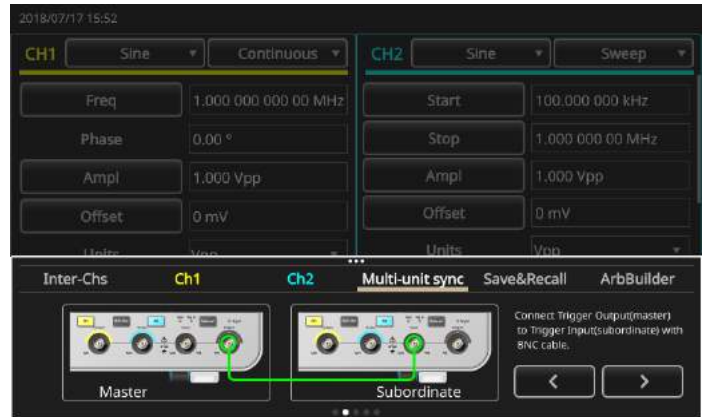 2018/07/17 15:52
CH1 Sine Continuous CH2 Sine Sweep
Freq 1.000 000 000 00 MHz Start 100.000 000 kHz
Phase 0.00 ° Stop 1.000 000 00 MHz
Ampl 1.000 Vpp Ampl 1.000 Vpp
Offset 0 mV Offset 0 mV
Units Vpp Units Vpp
Inter-Chs Ch1 Ch2 Multi-unit sync Save&Recall ArbBuilder
Connect Trigger Output(master)
to Trigger Input(subordinate) with
BNC cable.
Master Subordinate